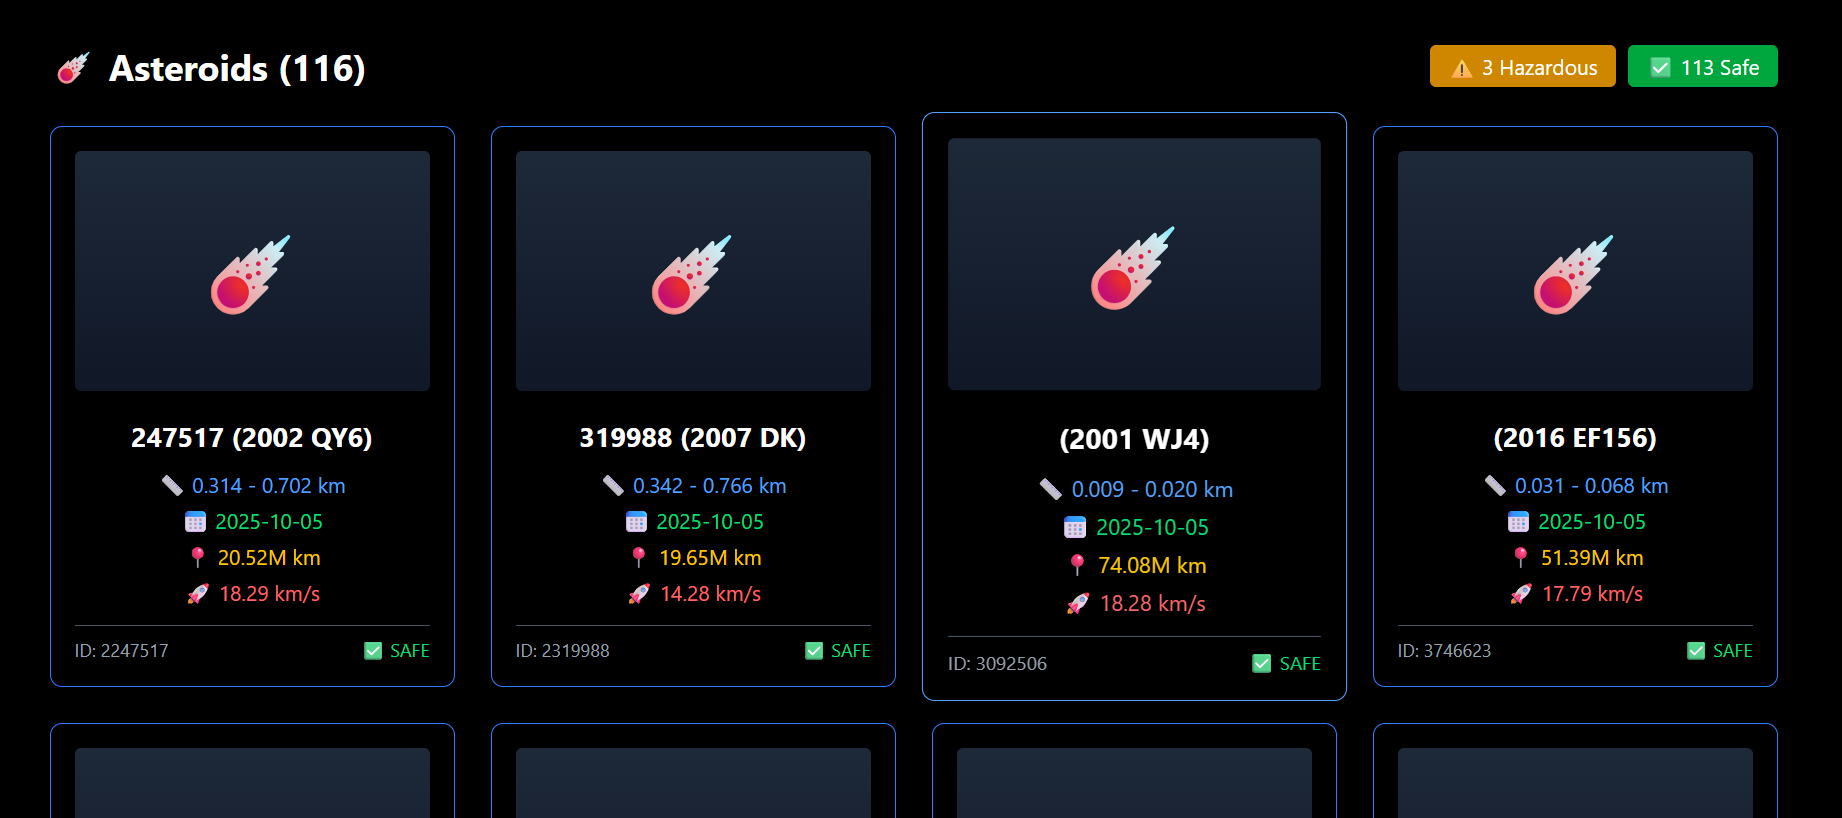 Asteroids (116)
3 Hazardous
113 Safe
247517 (2002 QY6)
0.314 - 0.702 km
2025-10-05
20.52M km
18.29 km/s
ID: 2247517
SAFE
319988 (2007 DK)
0.342 - 0.766 km
2025-10-05
19.65M km
14.28 km/s
ID: 2319988
SAFE
(2001 WJ4)
0.009 - 0.020 km
2025-10-05
74.08M km
18.28 km/s
ID: 3092506
SAFE
(2016 EF156)
0.031 - 0.068 km
2025-10-05
51.39M km
17.79 km/s
ID: 3746623
SAFE